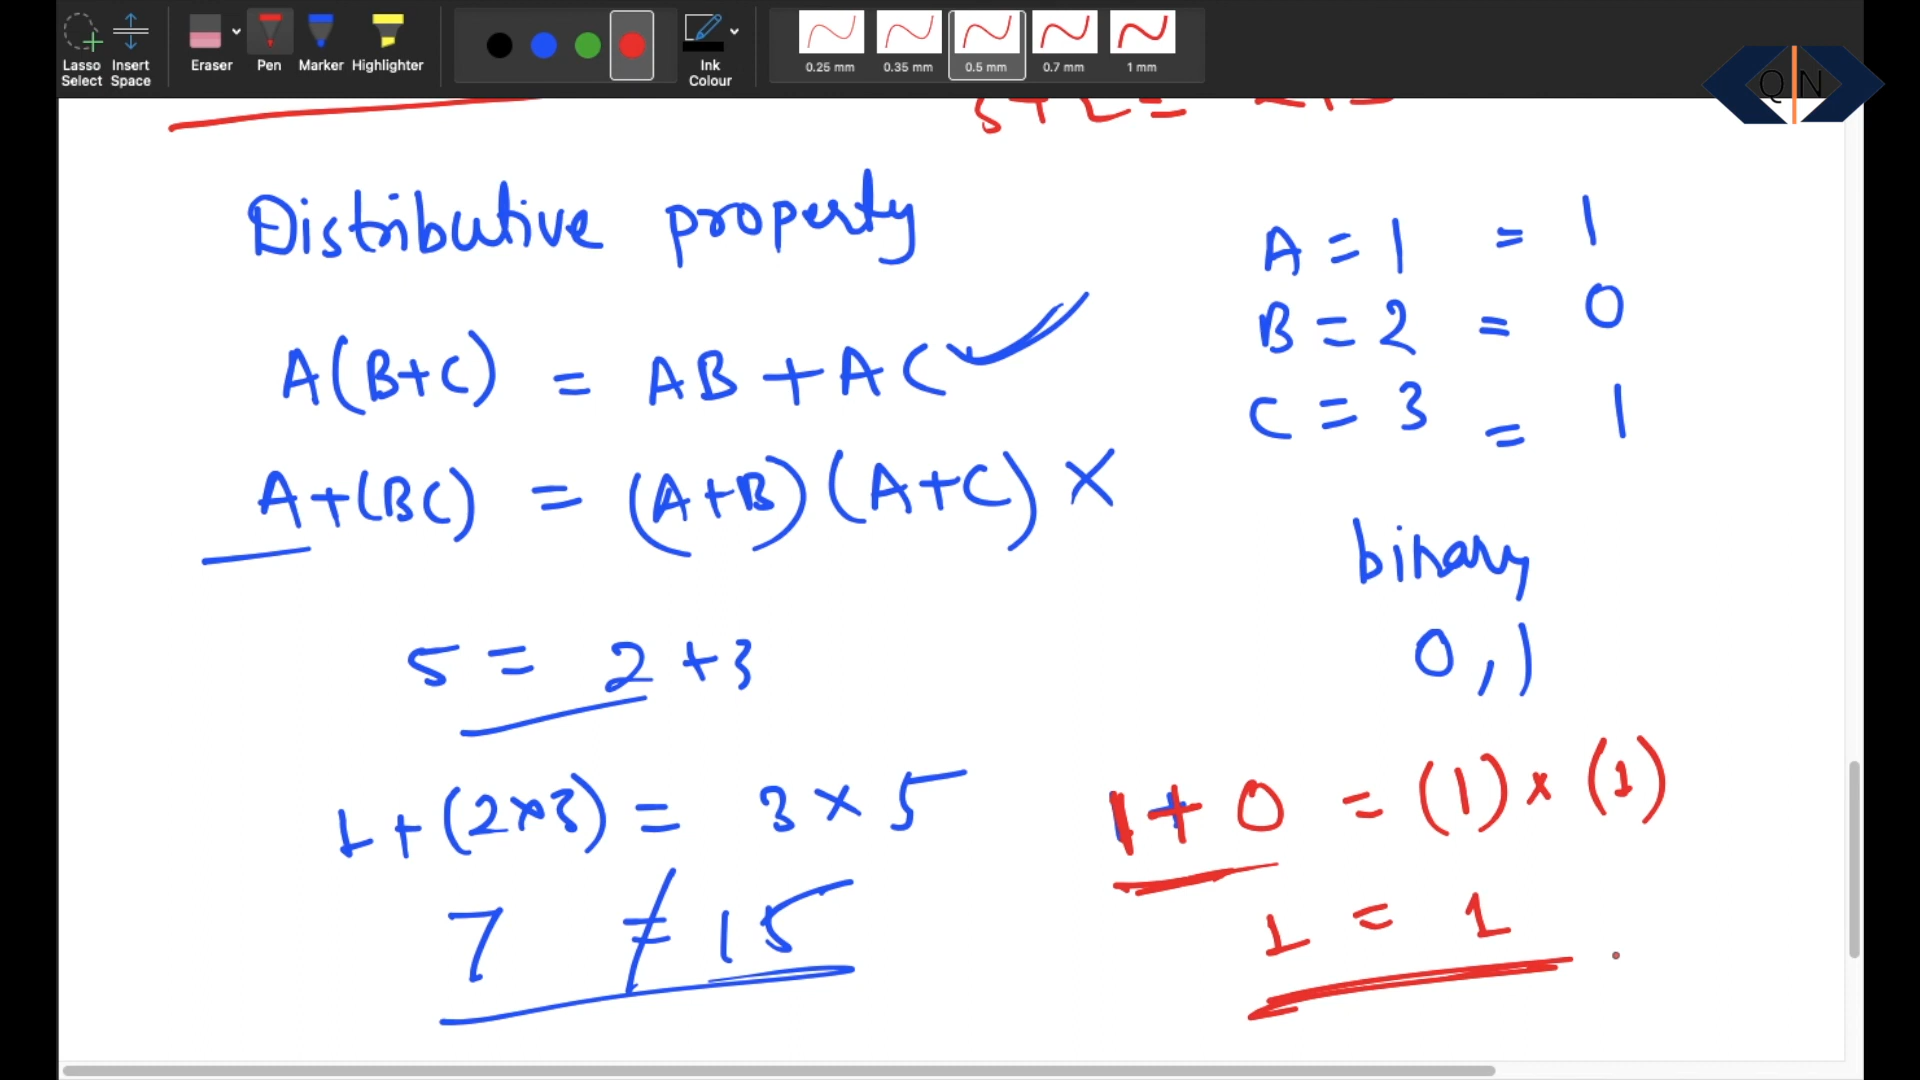 Lasso Select
Insert Space
Eraser
Pen
Marker
Highlighter
Ink Colour
0.25 mm
0.35 mm
0.5 mm
0.7 mm
1 mm
Q N
Distributive property
A(B+C) = AB + AC
A+(BC) = (A+B) (A+C) ×
5 = 2 + 3
1 + (2×3) = 3 × 5
7 ≠ 15
A = 1 = 1
B = 2 = 0
C = 3 = 1
binary
0, 1
1 + 0 = (1) × (1)
1 = 1